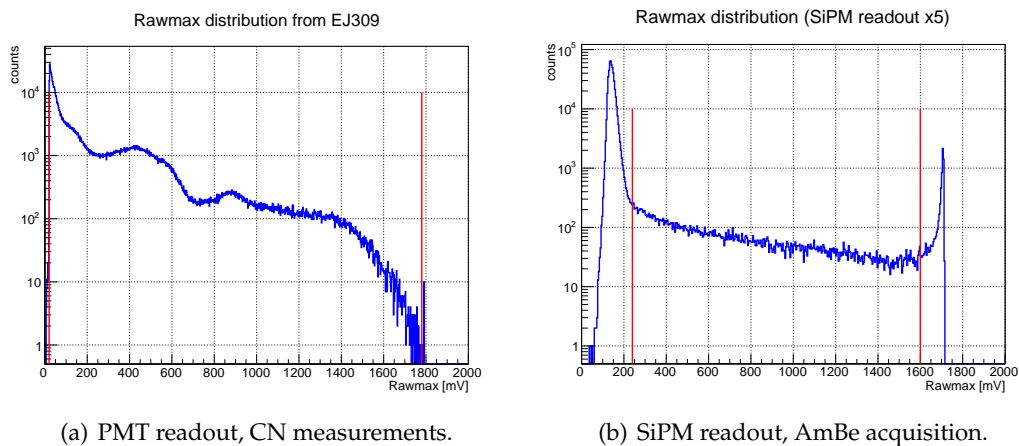 Rawmax distribution from EJ309
counts
10⁴
10³
10²
10
1
0 200 400 600 800 1000 1200 1400 1600 1800 2000
Rawmax [mV]
(a) PMT readout, CN measurements.
Rawmax distribution (SiPM readout x5)
counts
10⁵
10⁴
10³
10²
10
1
0 200 400 600 800 1000 1200 1400 1600 1800 2000
Rawmax [mV]
(b) SiPM readout, AmBe acquisition.